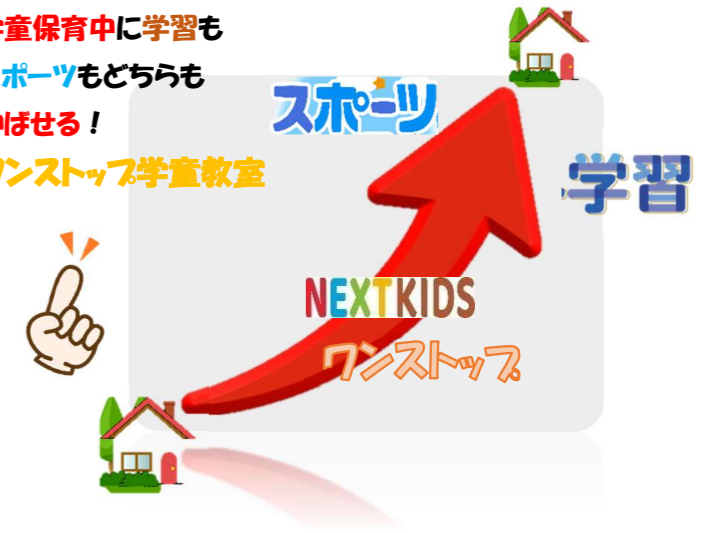 童保育中に学習も
ポーツもどちらも
ばせる！
ワンストップ学童教室
スポーツ
学習
NEXTKIDS
ワンストップ